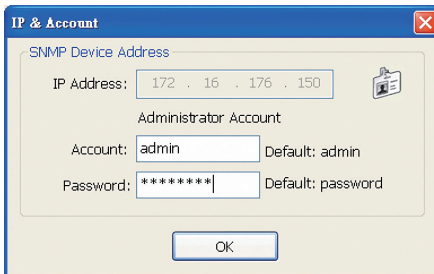 IP & Account
SNMP Device Address
IP Address: 172 . 16 . 176 . 150
Administrator Account
Account: admin Default: admin
Password: ******** Default: password
OK